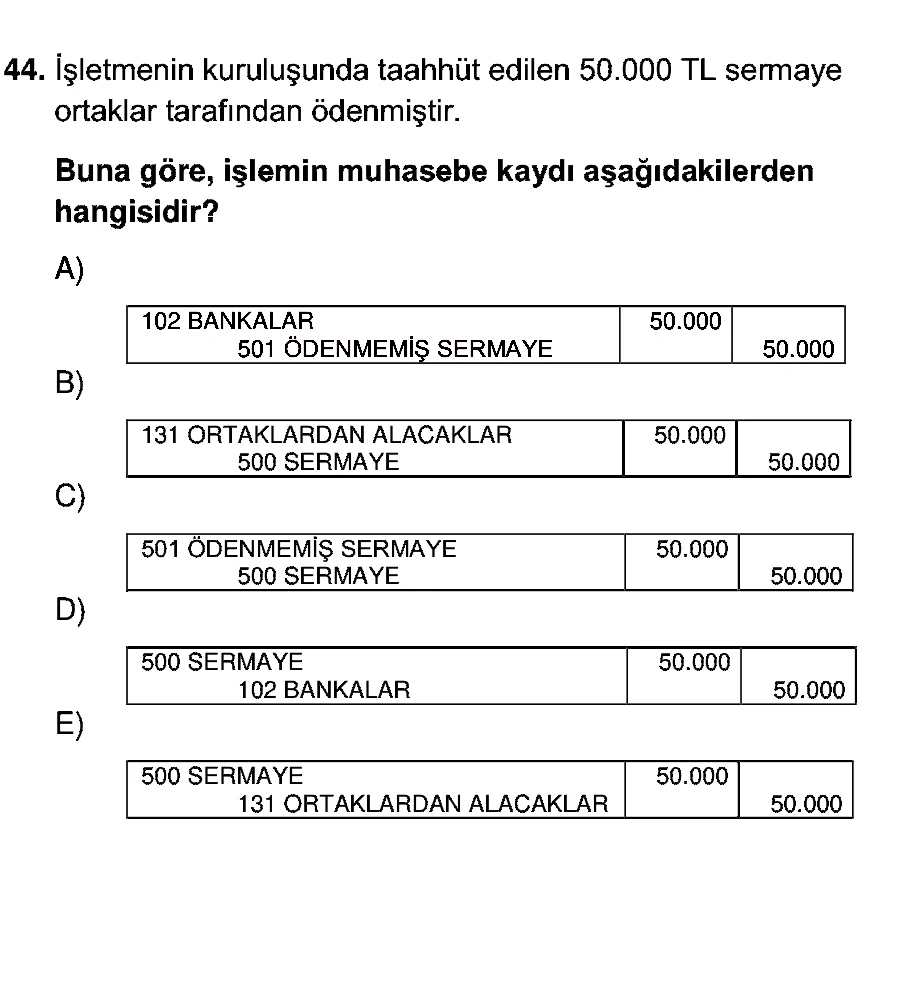 44. İşletmenin kuruluşunda taahhüt edilen 50.000 TL sermaye
ortaklar tarafından ödenmiştir.
Buna göre, işlemin muhasebe kaydı aşağıdakilerden
hangisidir?
A)
102 BANKALAR 50.000
501 ÖDENMEMİŞ SERMAYE 50.000
B)
131 ORTAKLARDAN ALACAKLAR 50.000
500 SERMAYE 50.000
C)
501 ÖDENMEMİŞ SERMAYE 50.000
500 SERMAYE 50.000
D)
500 SERMAYE 50.000
102 BANKALAR 50.000
E)
500 SERMAYE 50.000
131 ORTAKLARDAN ALACAKLAR 50.000